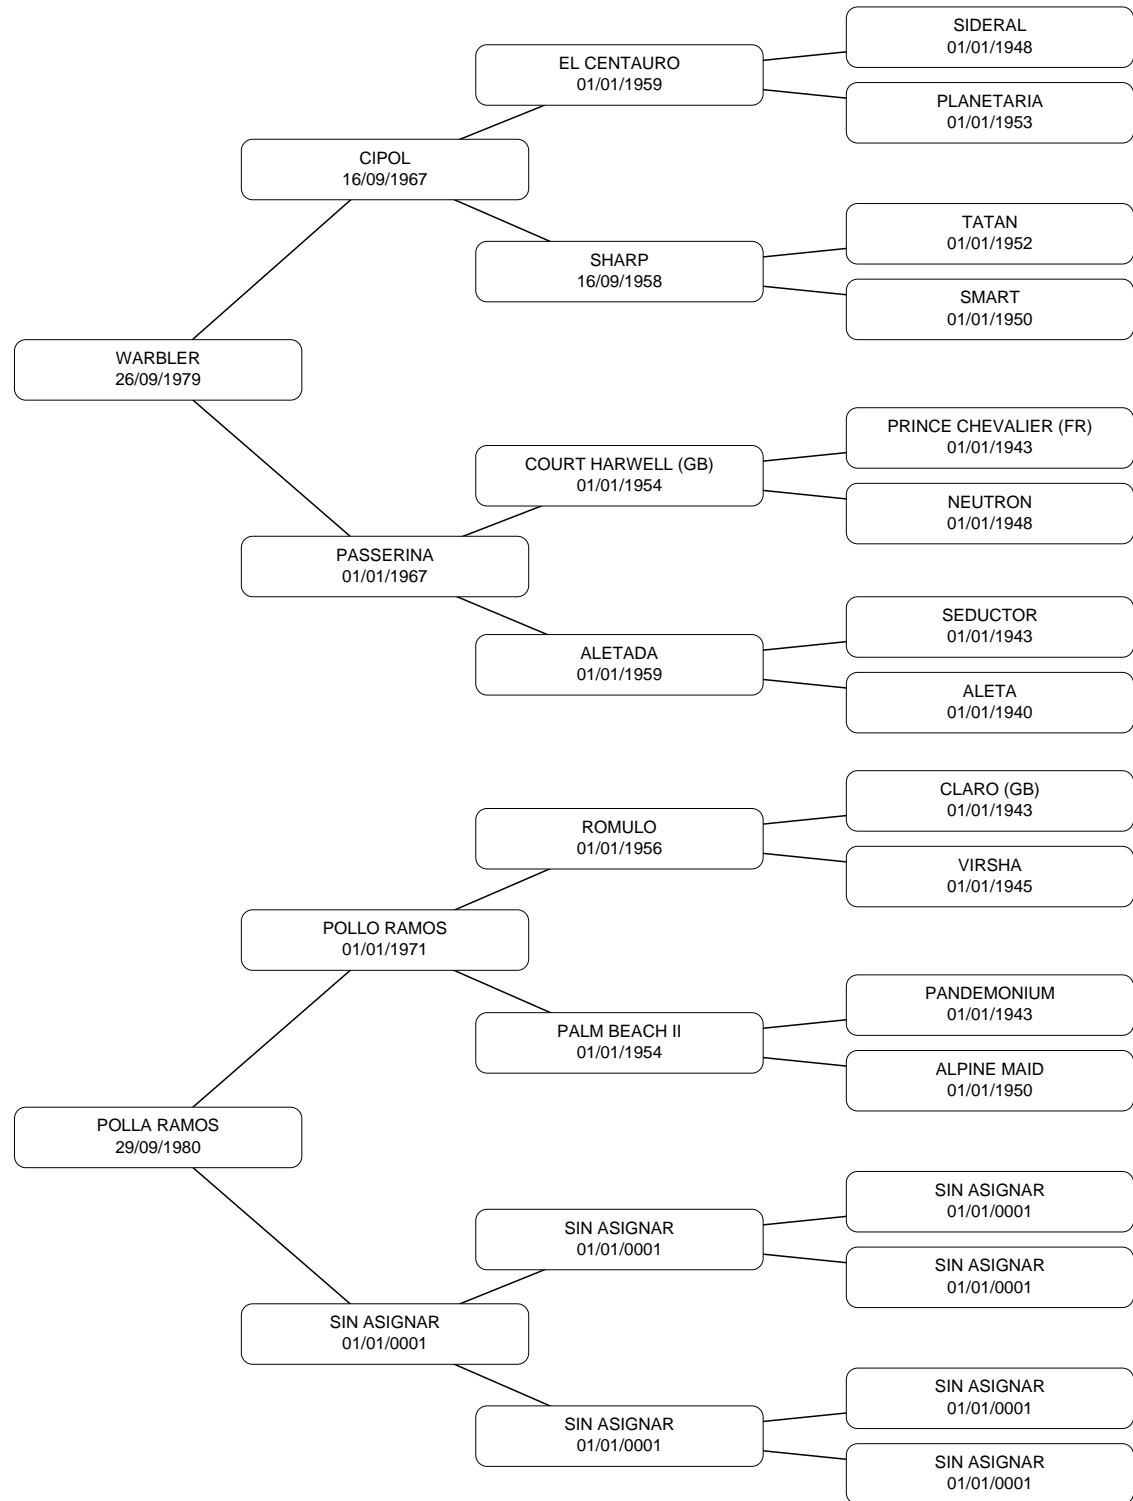 SIDERAL
01/01/1948
EL CENTAURO
01/01/1959
PLANETARIA
01/01/1953
CIPOL
16/09/1967
TATAN
01/01/1952
SHARP
16/09/1958
SMART
01/01/1950
WARBLER
26/09/1979
PRINCE CHEVALIER (FR)
01/01/1943
COURT HARWELL (GB)
01/01/1954
NEUTRON
01/01/1948
PASSERINA
01/01/1967
SEDUCTOR
01/01/1943
ALETADA
01/01/1959
ALETA
01/01/1940
CLARO (GB)
01/01/1943
ROMULO
01/01/1956
VIRSHA
01/01/1945
POLLO RAMOS
01/01/1971
PANDEMONIUM
01/01/1943
PALM BEACH II
01/01/1954
ALPINE MAID
01/01/1950
POLLA RAMOS
29/09/1980
SIN ASIGNAR
01/01/0001
SIN ASIGNAR
01/01/0001
SIN ASIGNAR
01/01/0001
SIN ASIGNAR
01/01/0001
SIN ASIGNAR
01/01/0001
SIN ASIGNAR
01/01/0001
SIN ASIGNAR
01/01/0001